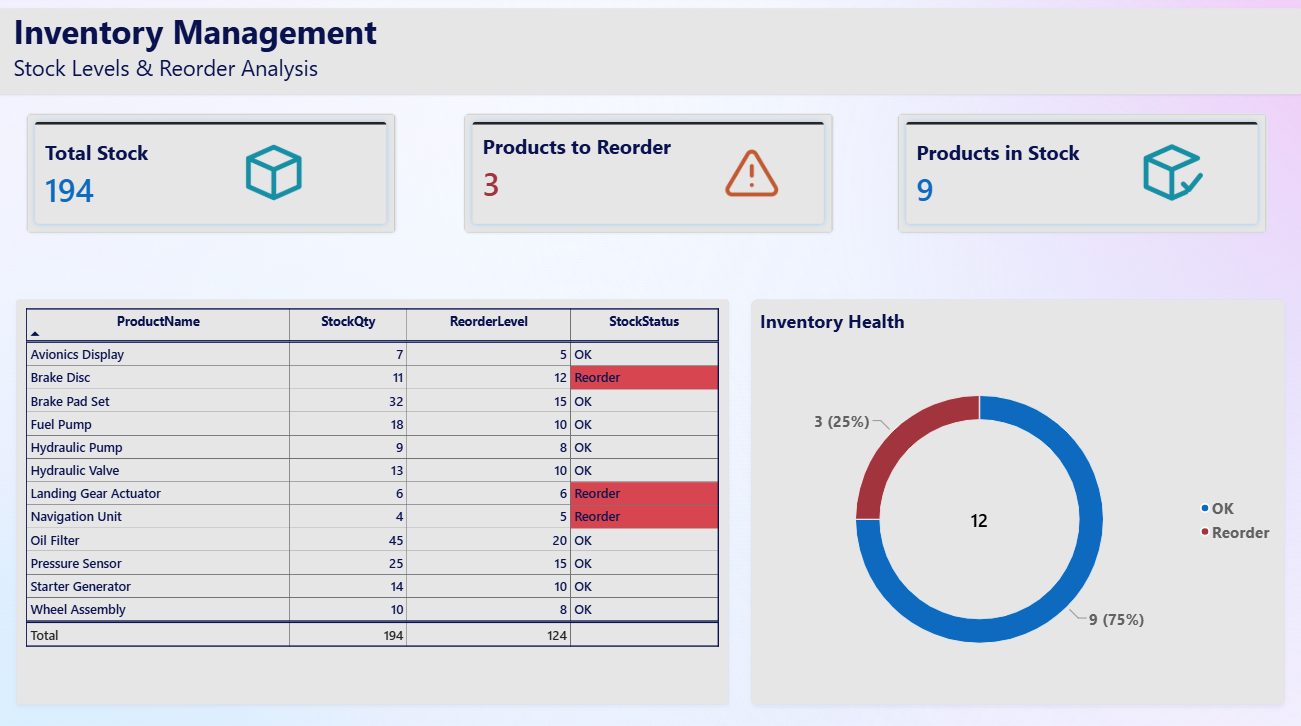 Inventory Management
Stock Levels & Reorder Analysis
Total Stock
194
Products to Reorder
3
Products in Stock
9
ProductName StockQty ReorderLevel StockStatus
Avionics Display 7 5 OK
Brake Disc 11 12 Reorder
Brake Pad Set 32 15 OK
Fuel Pump 18 10 OK
Hydraulic Pump 9 8 OK
Hydraulic Valve 13 10 OK
Landing Gear Actuator 6 6 Reorder
Navigation Unit 4 5 Reorder
Oil Filter 45 20 OK
Pressure Sensor 25 15 OK
Starter Generator 14 10 OK
Wheel Assembly 10 8 OK
Total 194 124
Inventory Health
3 (25%)
12
OK
Reorder
9 (75%)